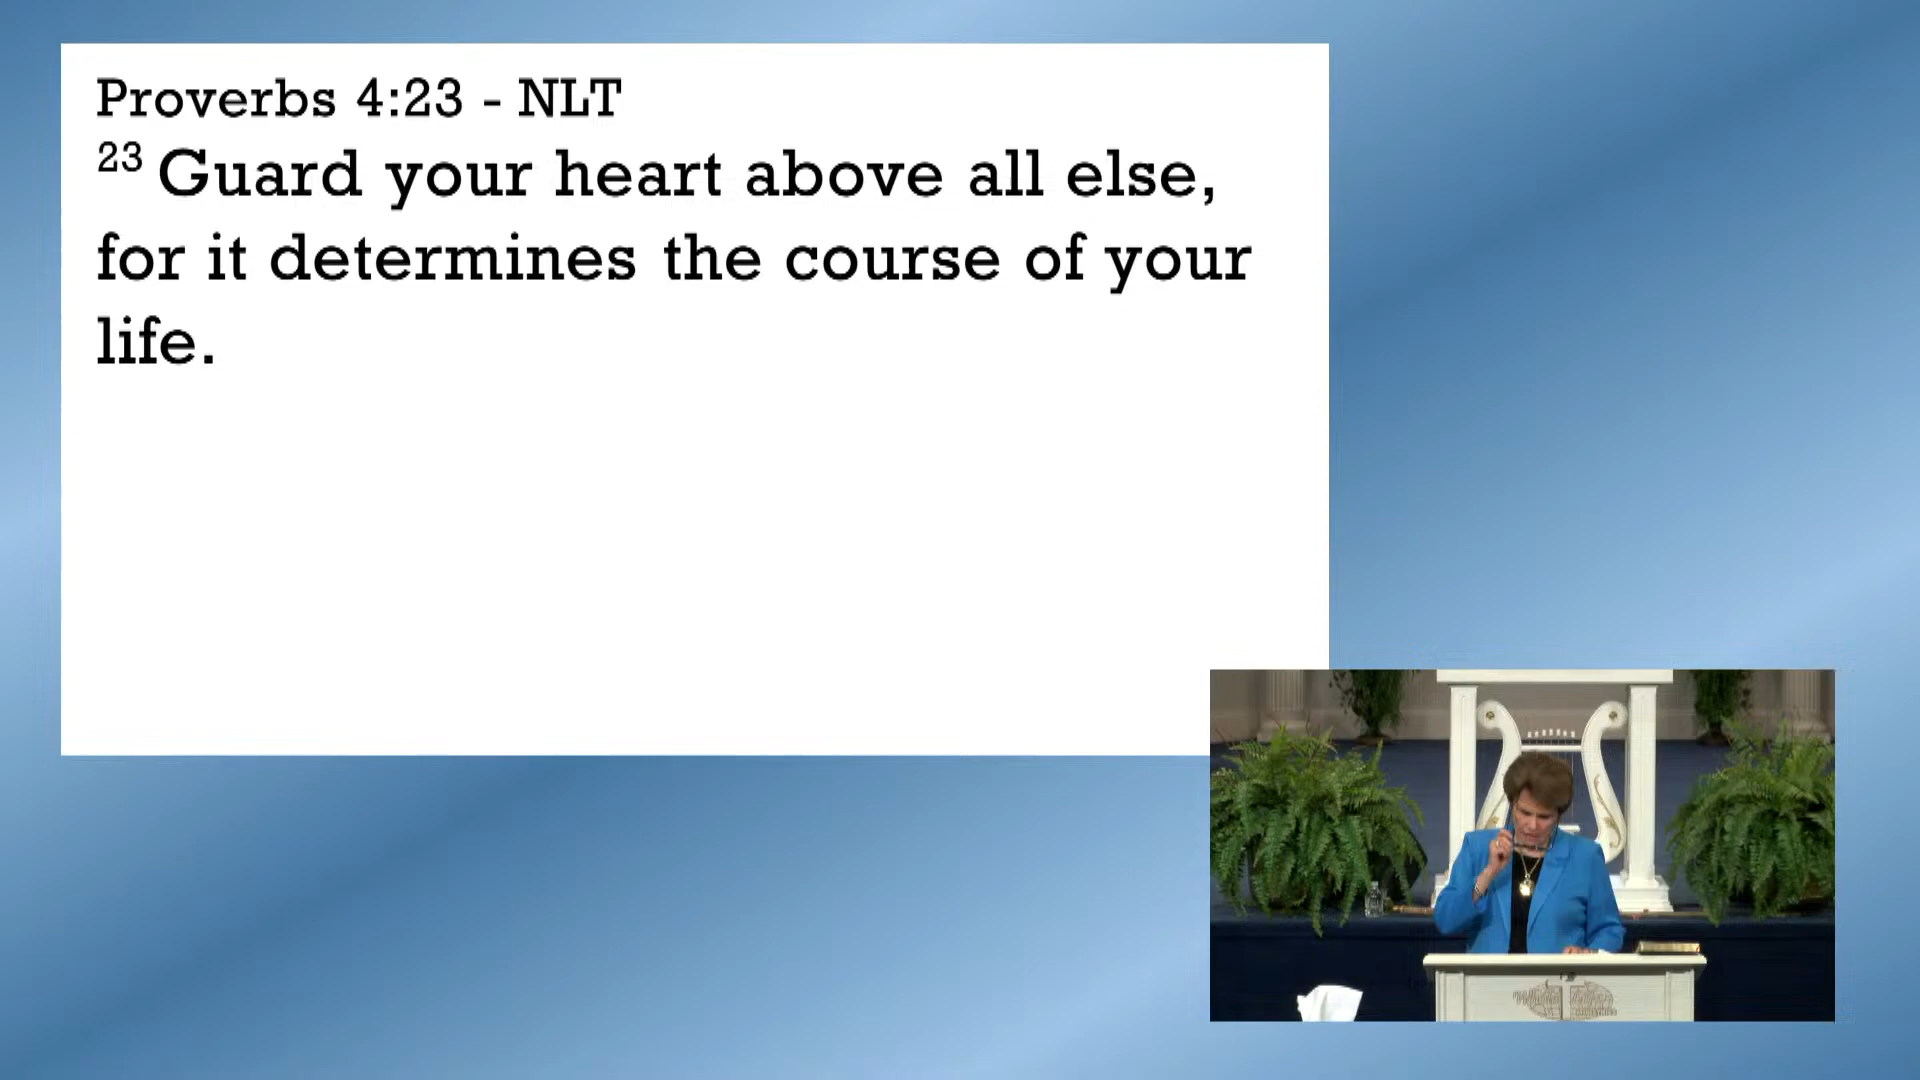 Proverbs 4:23 - NLT
23 Guard your heart above all else,
for it determines the course of your
life.